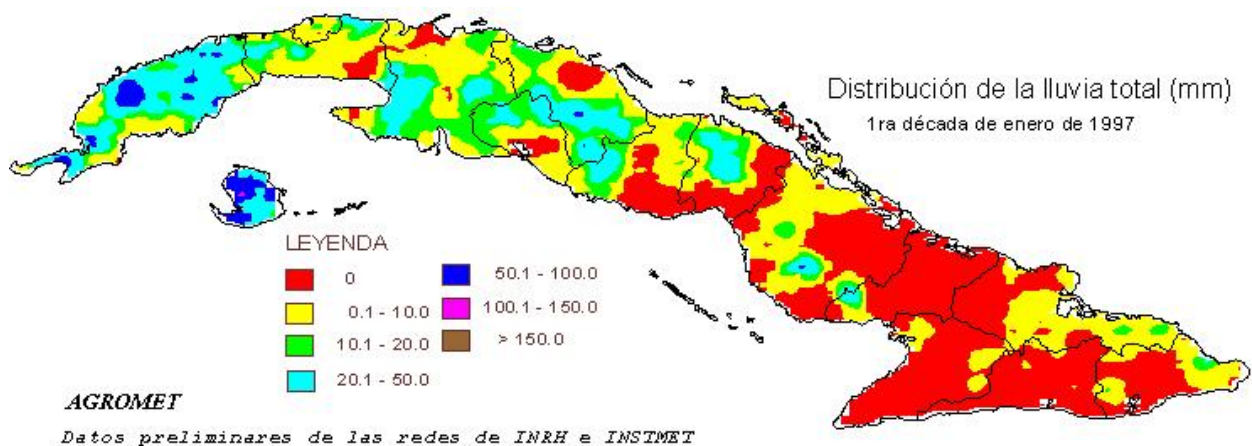 Distribución de la lluvia total (mm)
1ra década de enero de 1997
LEYENDA
0
0.1 - 10.0
10.1 - 20.0
20.1 - 50.0
50.1 - 100.0
100.1 - 150.0
> 150.0
AGROMET
Datos preliminares de las redes de INRH e INSTMET